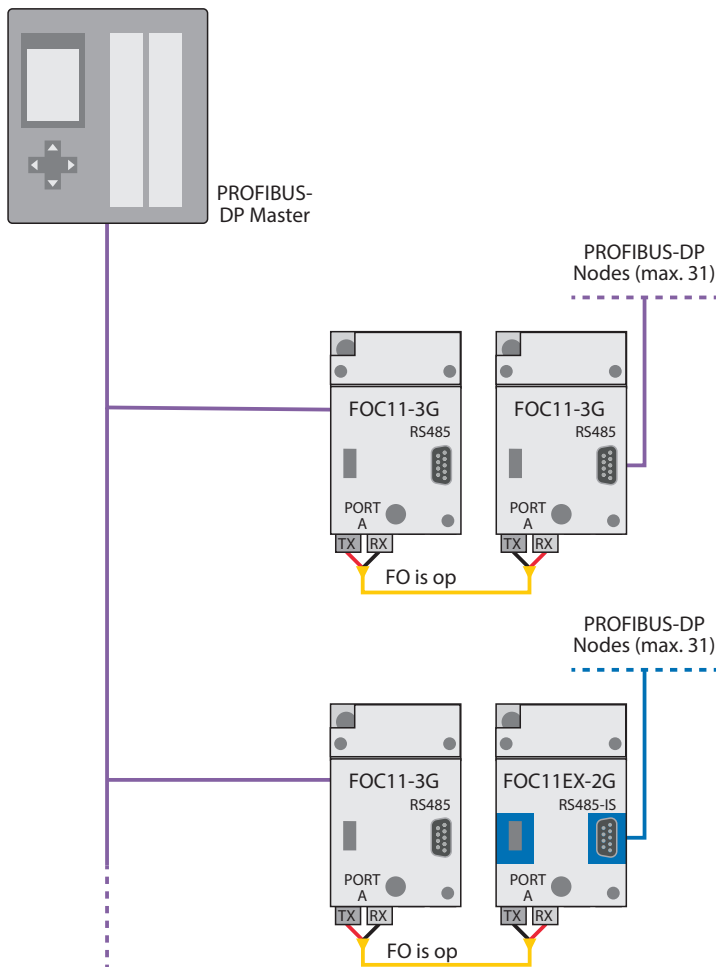 PROFIBUS-
DP Master
PROFIBUS-DP
Nodes (max. 31)
FOC11-3G
RS485
PORT
A
TX RX
FOC11-3G
RS485
PORT
A
TX RX
FO is op
PROFIBUS-DP
Nodes (max. 31)
FOC11-3G
RS485
PORT
A
TX RX
FOC11EX-2G
RS485-IS
PORT
A
TX RX
FO is op